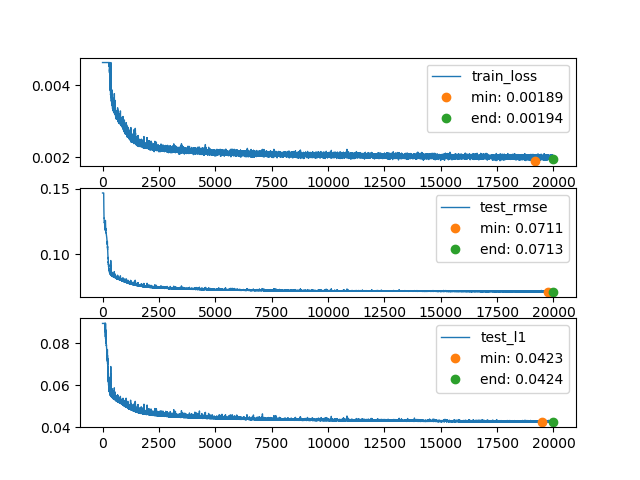 train_loss
min: 0.00189
end: 0.00194
0.004
0.002
0 2500 5000 7500 10000 12500 15000 17500 20000
0.15
test_rmse
min: 0.0711
end: 0.0713
0.10
0 2500 5000 7500 10000 12500 15000 17500 20000
test_l1
min: 0.0423
end: 0.0424
0.08
0.06
0.04
0 2500 5000 7500 10000 12500 15000 17500 20000